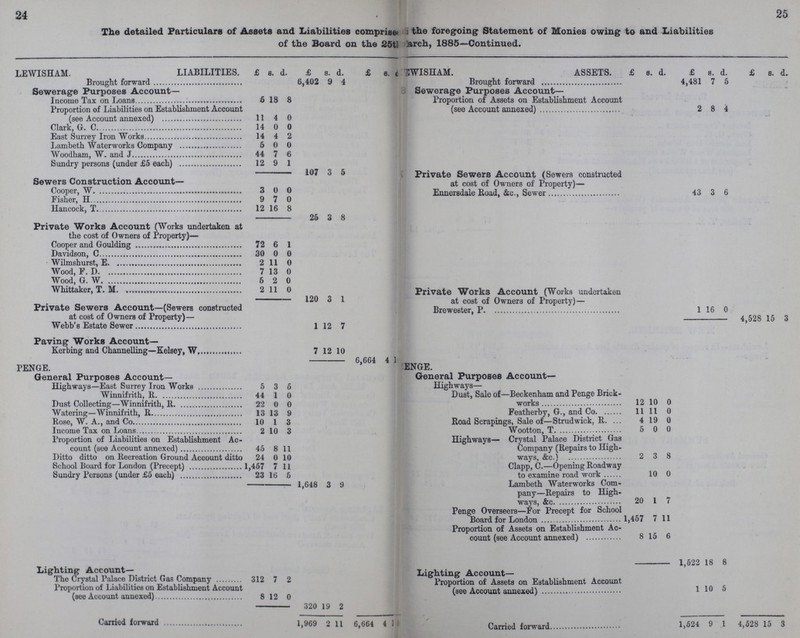 24
25
The detailed Particulars of Assets and Liabilities comprised the foregoing Statement of Monies owing to and Liabilities
of the Board on the 25t arch, 1885—Continued.
LEWISHAM. LIABILITIES. £ s. d. £ s. d. £ s.
Brought forward 6,402 9 4
Sewerage Purposes Account—
Income Tax on Loans 5 18 8
Proportion of Liabilities on Establishment Account
(see Account annexed) 11 4 0
Clark, G. C. 14 0 0
East Surrey Iron Works 14 4 2
Lambeth Waterworks Company 5 0 0
Woodham, W. and J. 44 7 6
Sundry persons (under £5 each) 12 9 1
107 3 5
Sewers Construction Account—
Cooper, W. 3 0 0
Fisher, H 9 7 0
Hancock, T. 12 16 8
25 3 8
Private Works Account (Works undertaken at
the cost of Owners of Property)—
Cooper and Goulding 72 6 1
Davidson, C. 30 0 0
Wilmshurst, E. 2 11 0
Wood, F. D. 7 13 0
Wood, G. W. 5 2 0
Whittaker, T. M. 2 11 0
120 3 1
Private Sewers Account—(Sewers constructed
at cost of Owners of Property)—
Webb's Estate Sewer 1 12 7
Paving Works Account—
Kerbing and Channelling—Kelsey, W. 7 12 10
6,664 4 1
PENGE.
General Purposes Account—
Highways—East Surrey Iron Works 5 3 5
Winnifrith, R. 44 1 0
Dust Collecting—Winnifrith, R. 22 0 0
Watering—Winnifrith, R. 13 13 9
Rose, W. A., and Co. 10 1 3
Income Tax on Loans 2 10 3
Proportion of Liabilities on Establishment Ac-
count (see Account annexed) 45 8 11
Ditto ditto on Recreation Ground Account ditto 24 0 10
School Board for London (Precept) 1,457 7 11
Sundry Persons (under £5 each) 23 16 5
1,648 3 9
Lighting Account—
The Crystal Palace District Gas Company 312 7 2
Proportion of Liabilities on Establishment Account
(see Account annexed) 8 12 0
320 19 2
Carried forward 1,969 2 11 6,664 4 1
EWISHAM. ASSETS. £ s. d. £ s. d. £ s. d.
Brought forward 4,481 7 5
Sewerage Purposes Account—
Proportion of Assets on Establishment Account
(see Account annexed) 2 8 4
Private Sewers Account (Sewers constructed
at cost of Owners of Property)—
Ennersdale Road, &c., Sewer 43 3 6
Private Works Account (Works undertaken
at cost of Owners of Property)—
Brewester, P. 1 16 0
4,528 15 3
ENGE.
General Purposes Account—
Highways—
Dust, Sale of—Beckenham and Penge Brick-
works 12 10 0
Featherby, G., and Co. 11 11 0
Road Scrapings, Sale of—Strudwick, R. 4 19 0
Wootton, T. 5 0 0
Highways— Crystal Palace District Gas
Company (Repairs to High-
ways, &c.) 2 3 8
Clapp, C.—Opening Roadway
to examine road work 10 0
Lambeth Waterworks Com-
pany—Repairs to High-
ways, &c. 20 1 7
Penge Overseers—For Precept for School
Board for London 1,457 7 11
Proportion of Assets on Establishment Ac-
count (see Account annexed) 8 15 6
1,522 18 8
Lighting Account—
Proportion of Assets on Establishment Account
(see Account annexed) 1 10 5
Carried forward 1,524 9 1 4,528 15 3